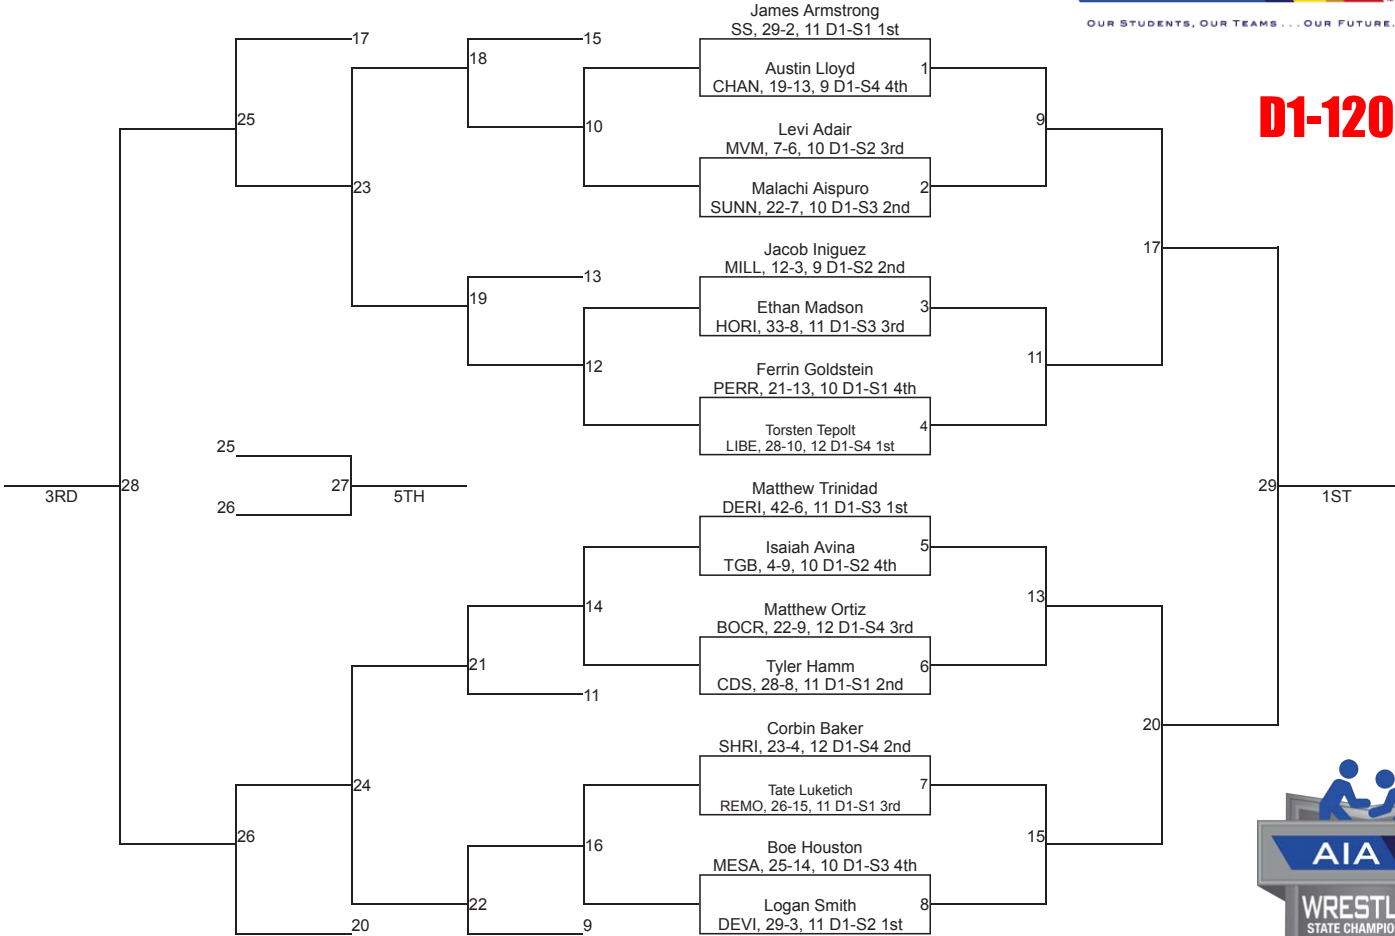 OUR STUDENTS, OUR TEAMS . . . OUR FUTURE.
D1-120
James Armstrong
SS, 29-2, 11 D1-S1 1st
Austin Lloyd
CHAN, 19-13, 9 D1-S4 4th
1
Levi Adair
MVM, 7-6, 10 D1-S2 3rd
Malachi Aispuro
SUNN, 22-7, 10 D1-S3 2nd
2
Jacob Iniguez
MILL, 12-3, 9 D1-S2 2nd
Ethan Madson
HORI, 33-8, 11 D1-S3 3rd
3
Ferrin Goldstein
PERR, 21-13, 10 D1-S1 4th
Torsten Tepolt
LIBE, 28-10, 12 D1-S4 1st
4
Matthew Trinidad
DERI, 42-6, 11 D1-S3 1st
Isaiah Avina
TGB, 4-9, 10 D1-S2 4th
5
Matthew Ortiz
BOCR, 22-9, 12 D1-S4 3rd
Tyler Hamm
CDS, 28-8, 11 D1-S1 2nd
6
Corbin Baker
SHRI, 23-4, 12 D1-S4 2nd
Tate Luketich
REMO, 26-15, 11 D1-S1 3rd
7
Boe Houston
MESA, 25-14, 10 D1-S3 4th
Logan Smith
DEVI, 29-3, 11 D1-S2 1st
8
9
11
13
15
17
20
29
1ST
17
15
18
25
10
23
13
19
12
25
3RD
28
27
5TH
26
14
21
11
24
26
16
22
20
9
AIA
WRESTL
STATE CHAMPIO